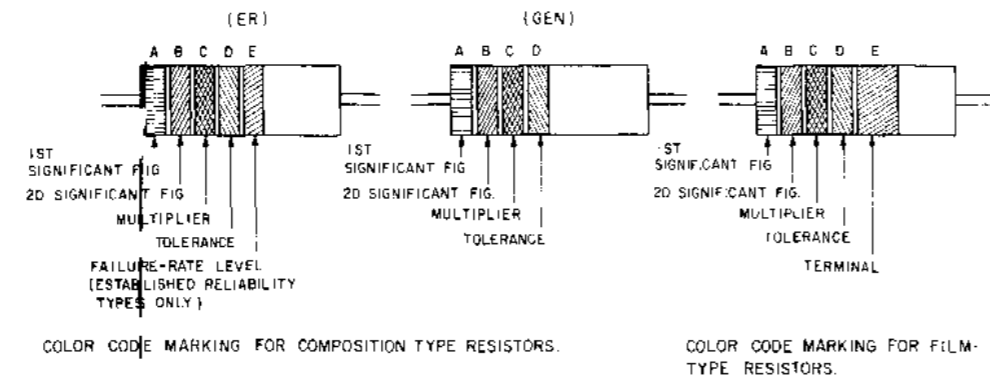 (ER)
A B C D E
1ST
SIGNIFICANT FIG
2D SIGNIFICANT FIG.
MULTIPLIER
TOLERANCE
FAILURE-RATE LEVEL
(ESTABLISHED RELIABILITY
TYPES ONLY)
(GEN)
A B C D
1ST
SIGNIFICANT FIG
2D SIGNIFICANT FIG.
MULTIPLIER
TOLERANCE
A B C D E
1ST
SIGNIFICANT FIG
2D SIGNIFICANT FIG.
MULTIPLIER
TOLERANCE
TERMINAL
COLOR CODE MARKING FOR COMPOSITION TYPE RESISTORS.
COLOR CODE MARKING FOR FILM-
TYPE RESISTORS.